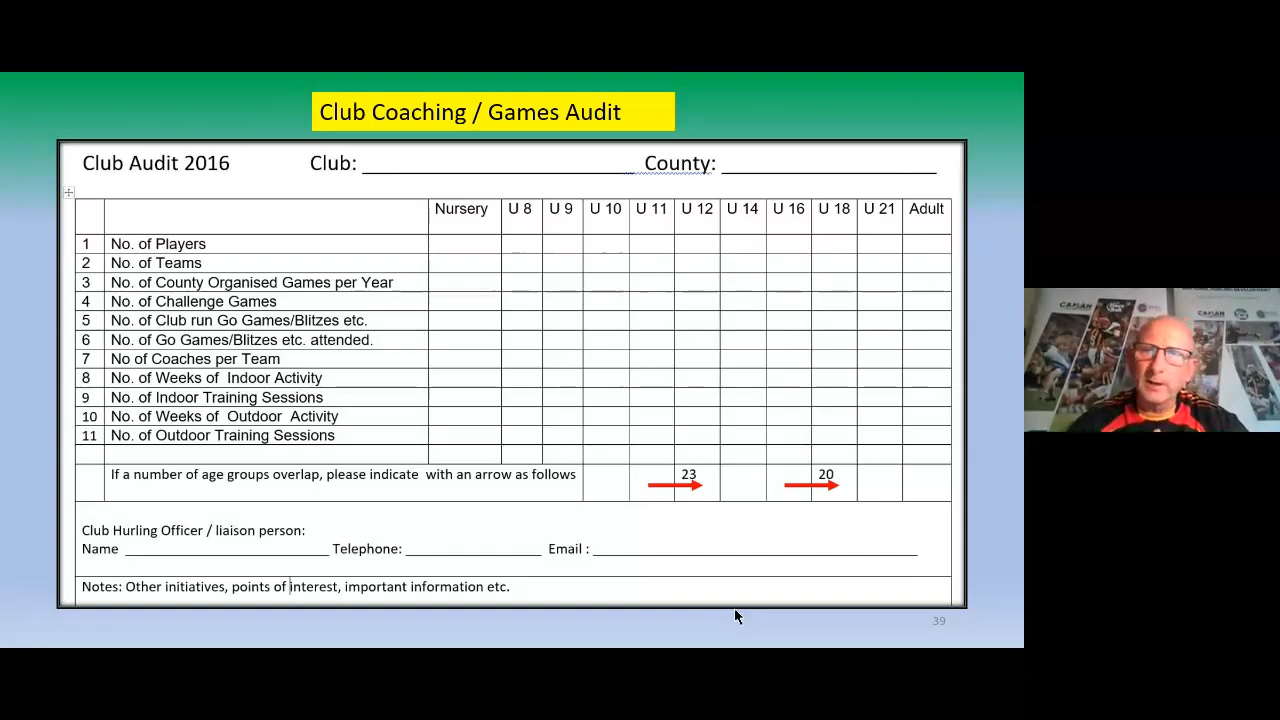 Club Coaching / Games Audit
Club Audit 2016 Club: ____ County: ____
Nursery U 8 U 9 U 10 U 11 U 12 U 14 U 16 U 18 U 21 Adult
1 No. of Players
2 No. of Teams
3 No. of County Organised Games per Year
4 No. of Challenge Games
5 No. of Club run Go Games/Blitzes etc.
6 No. of Go Games/Blitzes etc. attended.
7 No of Coaches per Team
8 No. of Weeks of Indoor Activity
9 No. of Indoor Training Sessions
10 No. of Weeks of Outdoor Activity
11 No. of Outdoor Training Sessions
If a number of age groups overlap, please indicate with an arrow as follows 23 20
Club Hurling Officer / liaison person:
Name ____ Telephone: ____ Email : ____
Notes: Other initiatives, points of interest, important information etc.
39